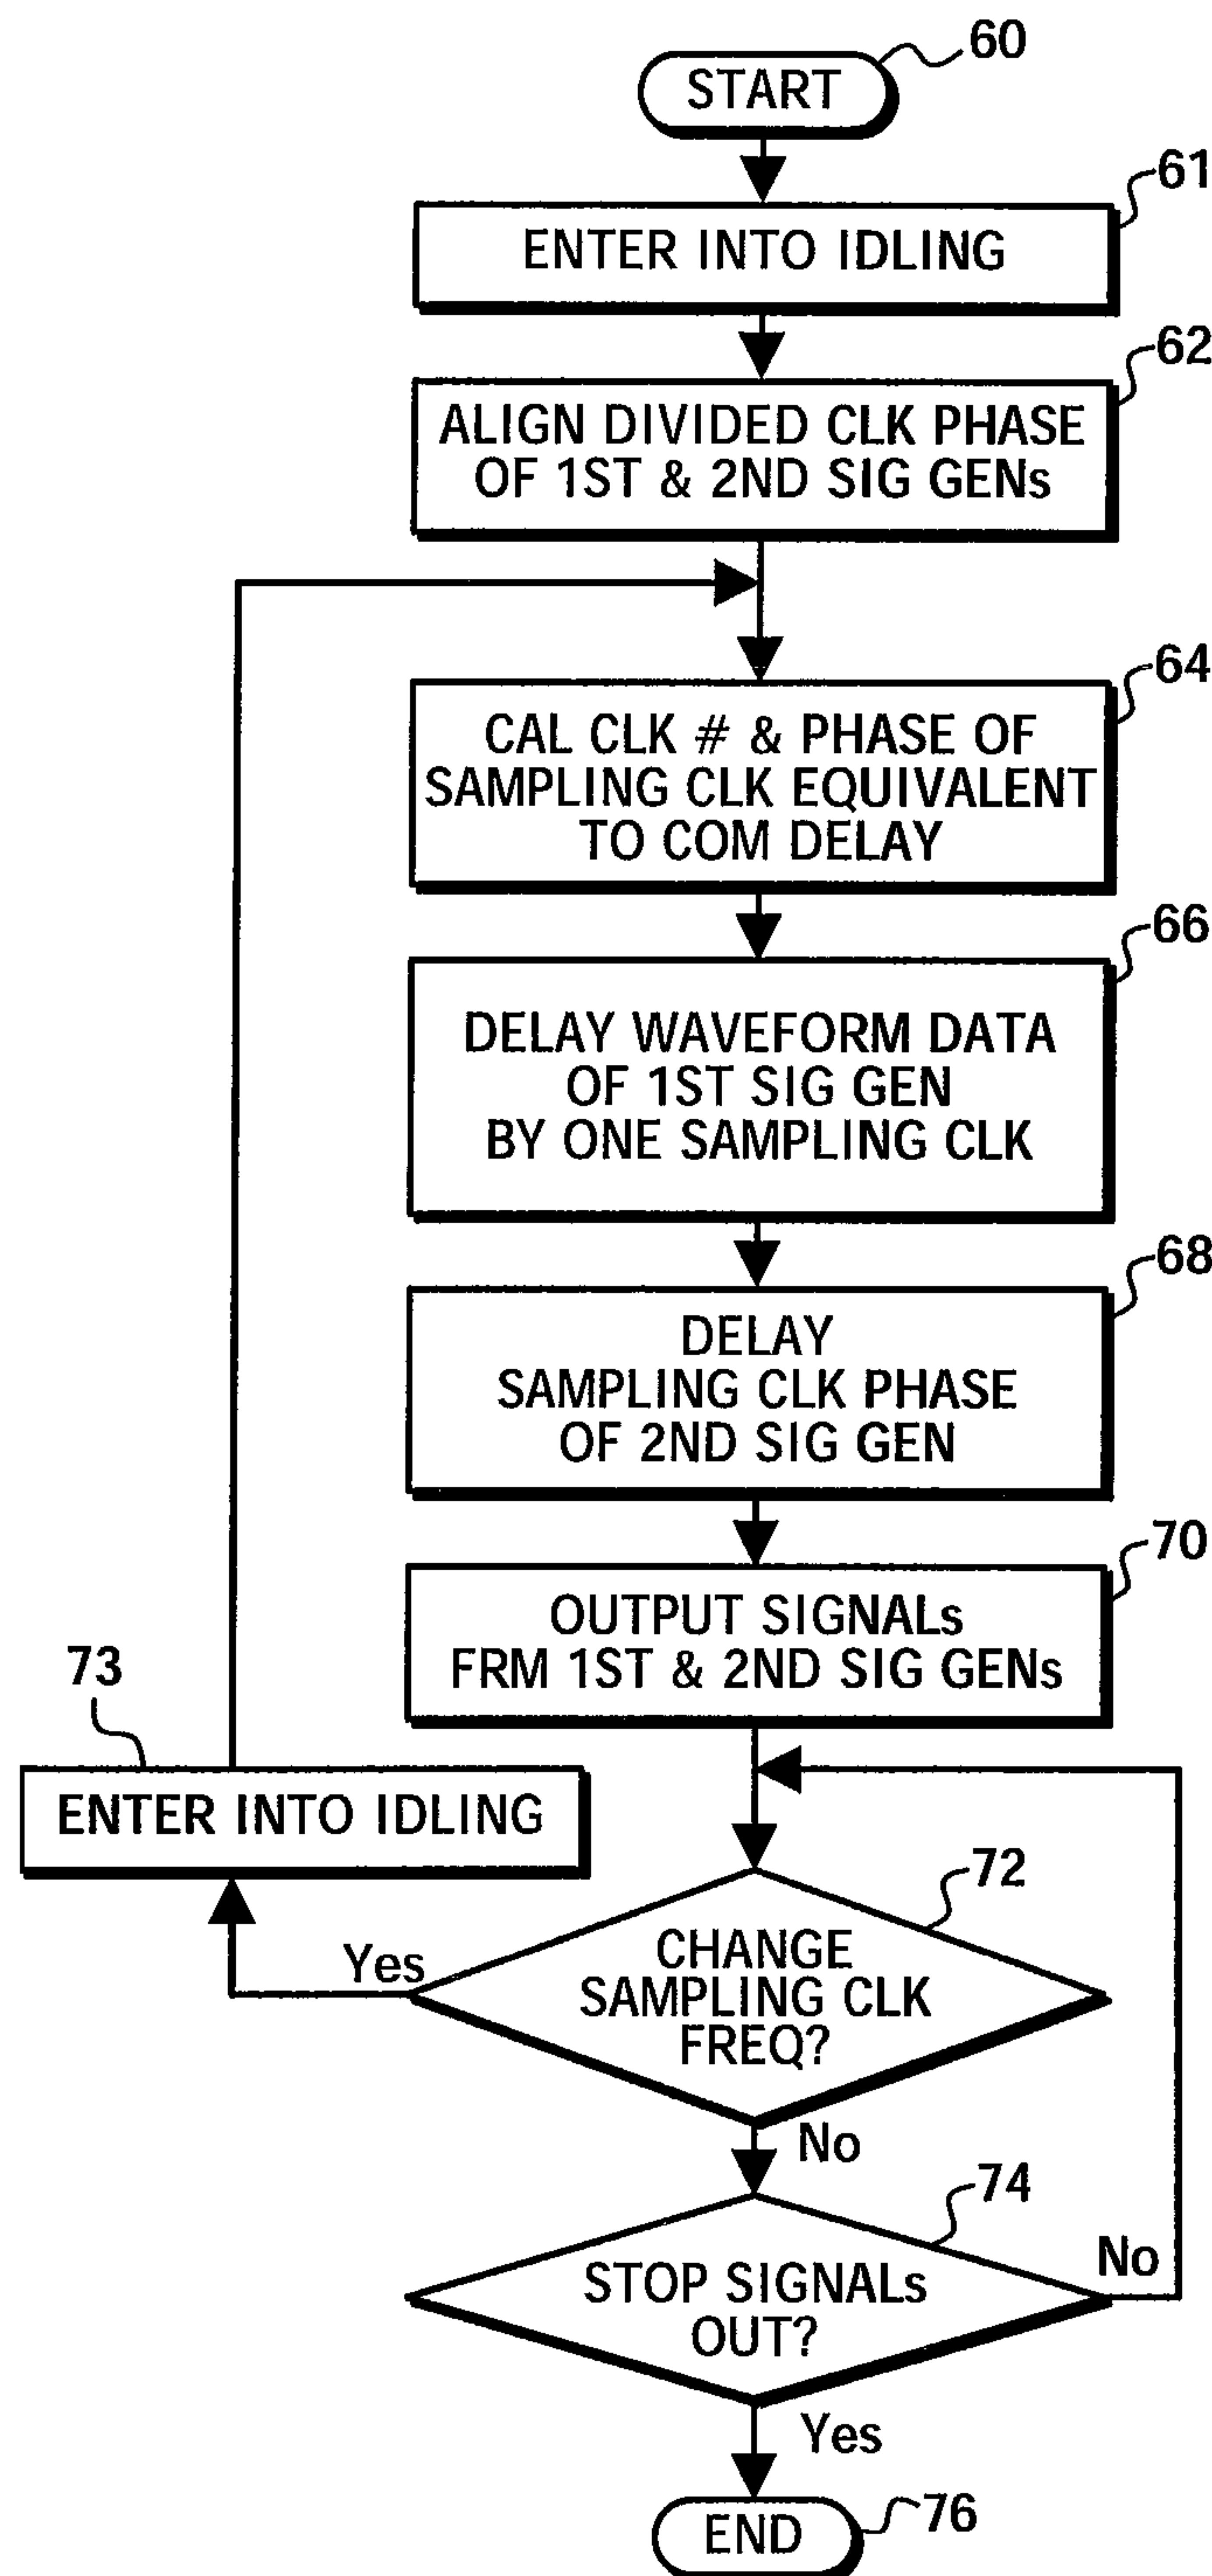 60
START
61
ENTER INTO IDLING
62
ALIGN DIVIDED CLK PHASE
OF 1ST & 2ND SIG GENs
64
CAL CLK # & PHASE OF
SAMPLING CLK EQUIVALENT
TO COM DELAY
66
DELAY WAVEFORM DATA
OF 1ST SIG GEN
BY ONE SAMPLING CLK
68
DELAY
SAMPLING CLK PHASE
OF 2ND SIG GEN
70
OUTPUT SIGNALs
FRM 1ST & 2ND SIG GENs
73
ENTER INTO IDLING
72
CHANGE
SAMPLING CLK
FREQ?
Yes
No
74
STOP SIGNALs
OUT?
No
Yes
END
76